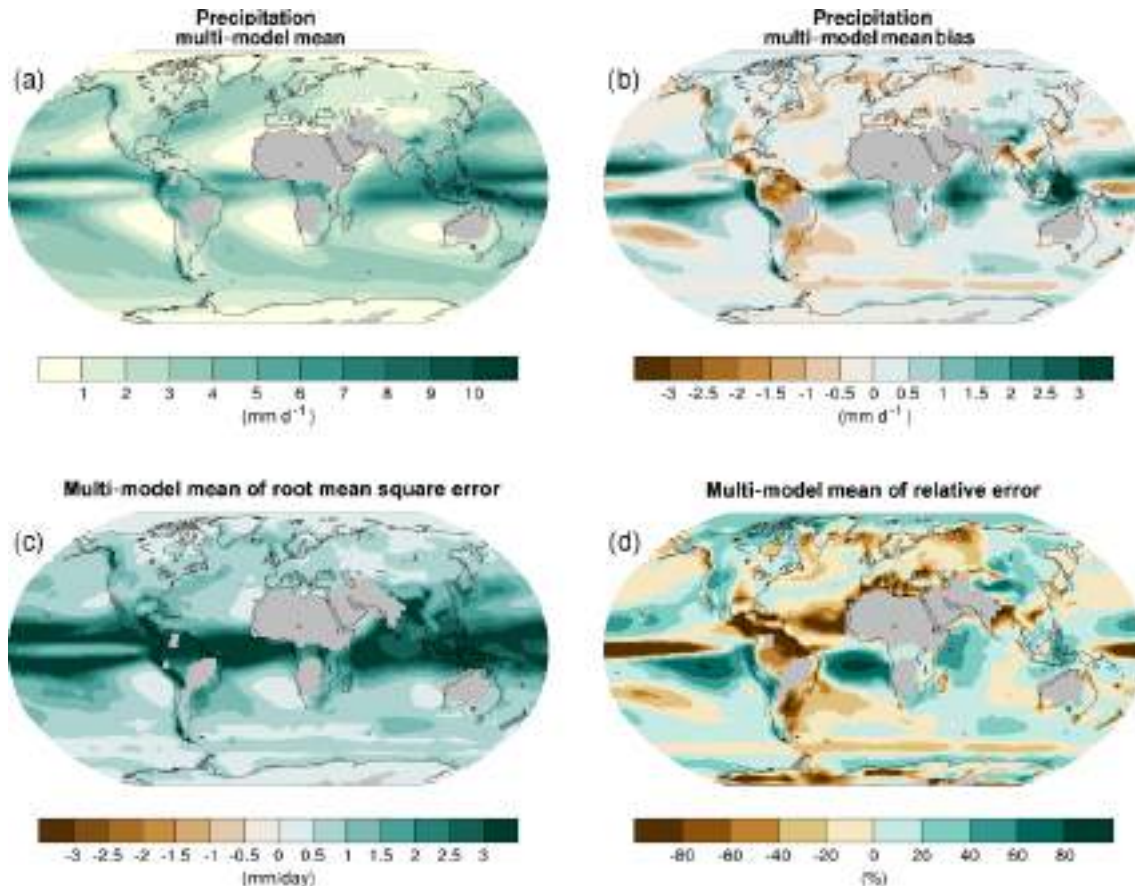 Precipitation
multi-model mean
(a)
1 2 3 4 5 6 7 8 9 10
(mm d⁻¹)
Precipitation
multi-model mean bias
(b)
-3 -2.5 -2 -1.5 -1 -0.5 0 0.5 1 1.5 2 2.5 3
(mm d⁻¹)
Multi-model mean of root mean square error
(c)
-3 -2.5 -2 -1.5 -1 -0.5 0 0.5 1 1.5 2 2.5 3
(mm/day)
Multi-model mean of relative error
(d)
-80 -60 -40 -20 0 20 40 60 80
(%)